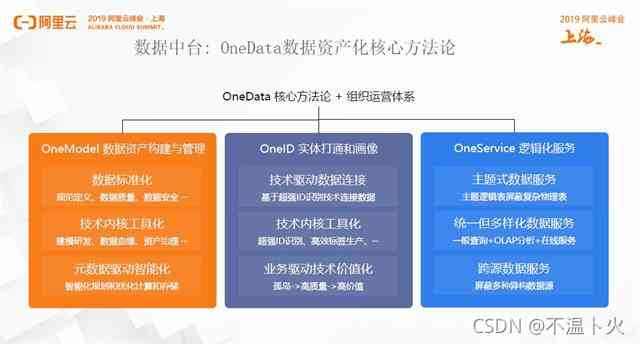 阿里云
2019 阿里云峰会·上海
ALIBABA CLOUD SUMMIT
2019 阿里云峰会
上海
数据中台: OneData数据资产化核心方法论
OneData 核心方法论 + 组织运营体系
OneModel 数据资产构建与管理
数据标准化
规范定义、数据质量、数据安全 …
技术内核工具化
建模研发、数据血缘、资产治理 …
元数据驱动智能化
智能化规划和优化计算和存储
OneID 实体打通和画像
技术驱动数据连接
基于超强ID识别技术连接数据
技术内核工具化
超强ID识别、高效标签生产、…
业务驱动技术价值化
孤岛->高质量->高价值
OneService 逻辑化服务
主题式数据服务
主题逻辑表屏蔽复杂物理表
统一但多样化数据服务
一般查询+OLAP分析+在线服务
跨源数据服务
屏蔽多种异构数据源
CSDN @不温卜火